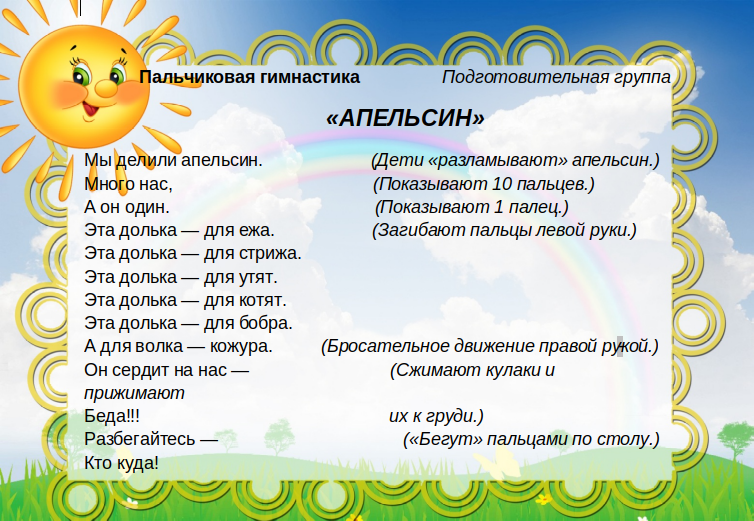 Пальчиковая гимнастика Подготовительная группа
«АПЕЛЬСИН»
Мы делили апельсин. (Дети «разламывают» апельсин.)
Много нас, (Показывают 10 пальцев.)
А он один. (Показывают 1 палец.)
Эта долька — для ежа. (Загибают пальцы левой руки.)
Эта долька — для стрижа.
Эта долька — для утят.
Эта долька — для котят.
Эта долька — для бобра.
А для волка — кожура. (Бросательное движение правой рукой.)
Он сердит на нас — (Сжимают кулаки и
прижимают
Беда!!! их к груди.)
Разбегайтесь — («Бегут» пальцами по столу.)
Кто куда!